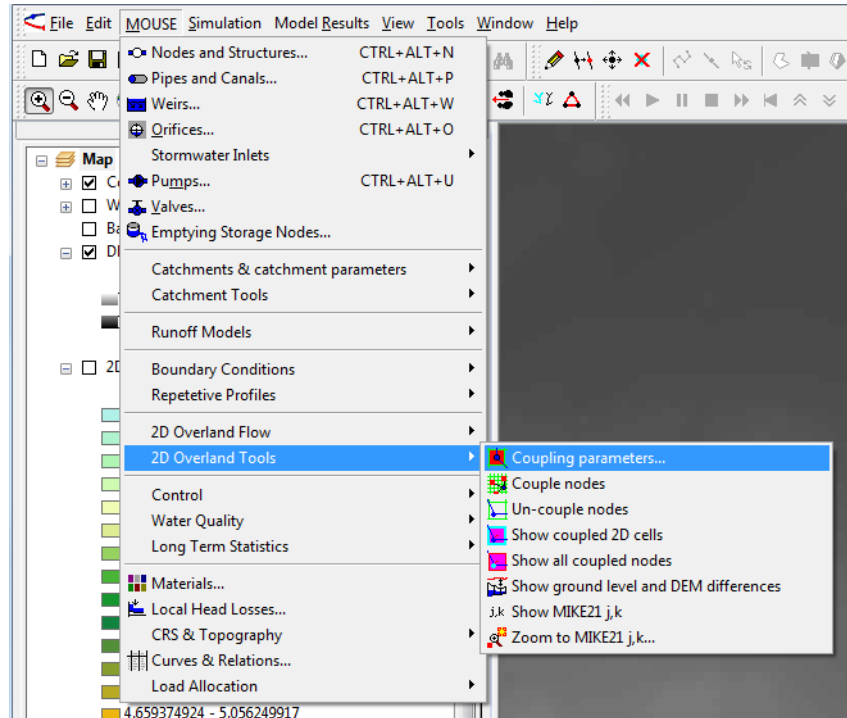 File Edit MOUSE Simulation Model Results View Tools Window Help
Nodes and Structures... CTRL+ALT+N
Pipes and Canals... CTRL+ALT+P
Weirs... CTRL+ALT+W
Orifices... CTRL+ALT+O
Stormwater Inlets
Map
Pumps... CTRL+ALT+U
Valves...
Emptying Storage Nodes...
Catchments & catchment parameters
Catchment Tools
Runoff Models
Boundary Conditions
Repetetive Profiles
2D Overland Flow
2D Overland Tools
Coupling parameters...
Couple nodes
Un-couple nodes
Show coupled 2D cells
Show all coupled nodes
Show ground level and DEM differences
j,k Show MIKE21 j,k
Zoom to MIKE21 j,k...
Control
Water Quality
Long Term Statistics
Materials...
Local Head Losses...
CRS & Topography
Curves & Relations...
Load Allocation
4.659374924 - 5.056249917